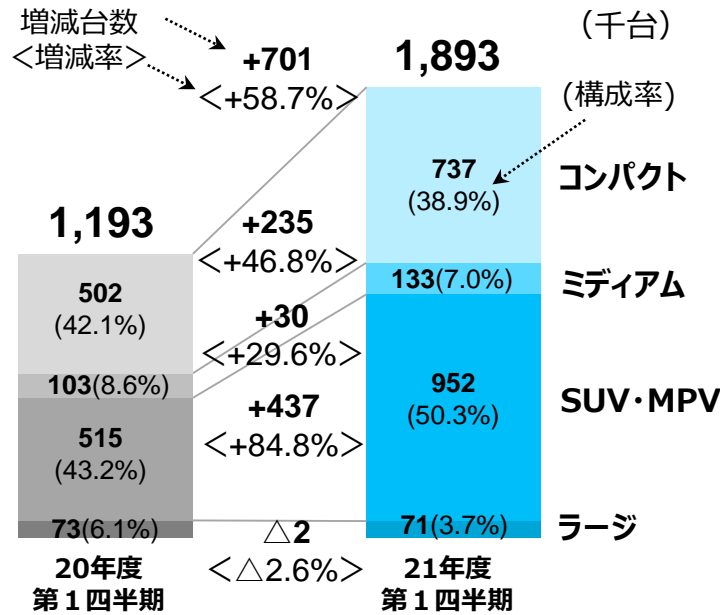 増減台数
＜増減率＞
+701
＜+58.7%＞
1,893
（千台）
(構成率)
1,193
737
(38.9%)
コンパクト
+235
＜+46.8%＞
502
(42.1%)
133(7.0%)
ミディアム
+30
＜+29.6%＞
103(8.6%)
952
(50.3%)
SUV・MPV
+437
＜+84.8%＞
515
(43.2%)
73(6.1%)
△2
＜△2.6%＞
71(3.7%)
ラージ
20年度
第１四半期
21年度
第１四半期